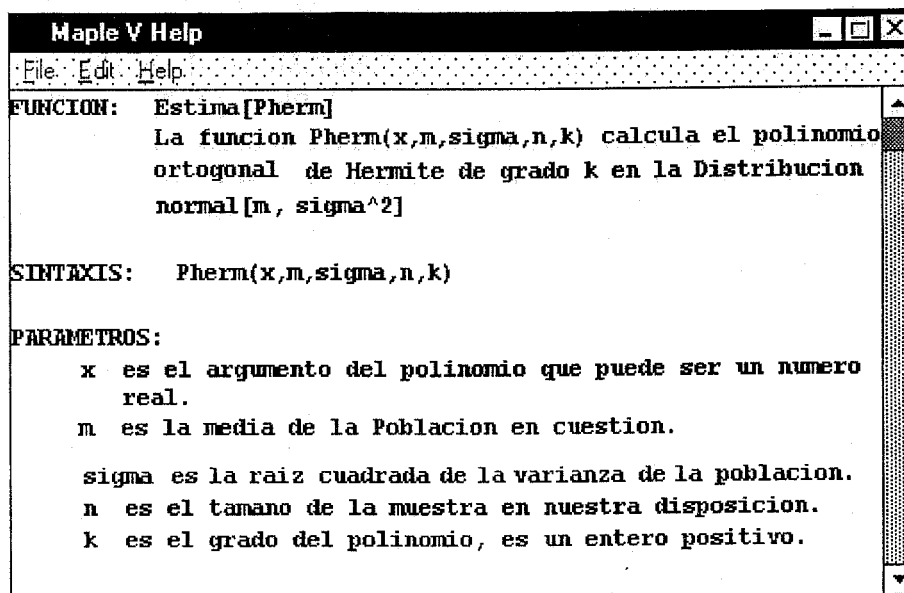 Maple V Help
File Edit Help
FUNCION: Estima[Pherm]
La funcion Pherm(x,m,sigma,n,k) calcula el polinomio
ortogonal de Hermite de grado k en la Distribucion
normal[m, sigma^2]
SINTAXIS: Pherm(x,m,sigma,n,k)
PARAMETROS:
x es el argumento del polinomio que puede ser un numero
real.
m es la media de la Poblacion en cuestion.
sigma es la raiz cuadrada de la varianza de la poblacion.
n es el tamano de la muestra en nuestra disposicion.
k es el grado del polinomio, es un entero positivo.